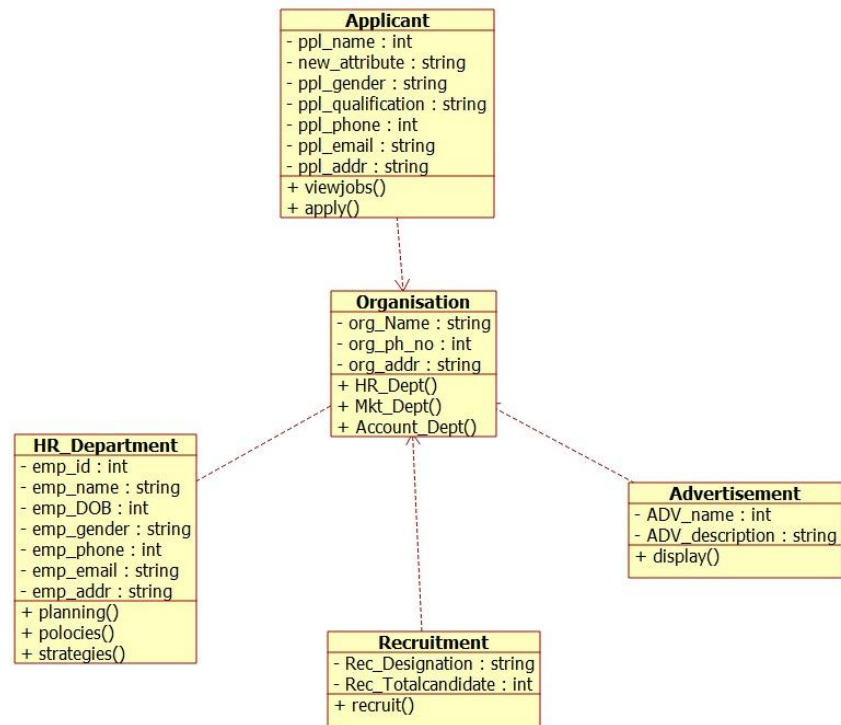 Applicant
- ppl_name : int
- new_attribute : string
- ppl_gender : string
- ppl_qualification : string
- ppl_phone : int
- ppl_email : string
- ppl_addr : string
+ viewjobs()
+ apply()
Organisation
- org_Name : string
- org_ph_no : int
- org_addr : string
+ HR_Dept()
+ Mkt_Dept()
+ Account_Dept()
HR_Department
- emp_id : int
- emp_name : string
- emp_DOB : int
- emp_gender : string
- emp_phone : int
- emp_email : string
- emp_addr : string
+ planning()
+ polocies()
+ strategies()
Advertisement
- ADV_name : int
- ADV_description : string
+ display()
Recruitment
- Rec_Designation : string
- Rec_Totalcandidate : int
+ recruit()